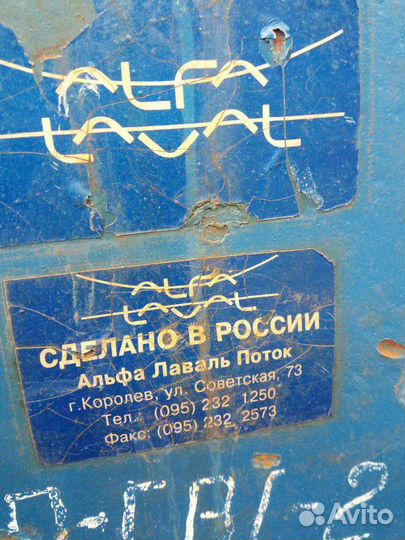 ALFA
LAVAL
ALFA
LAVAL
СДЕЛАНО В РОССИИ
Альфа Лаваль Поток
г.Королев, ул. Советская, 73
Тел.: (095) 232 1250
Факс: (095) 232 2573
Avito